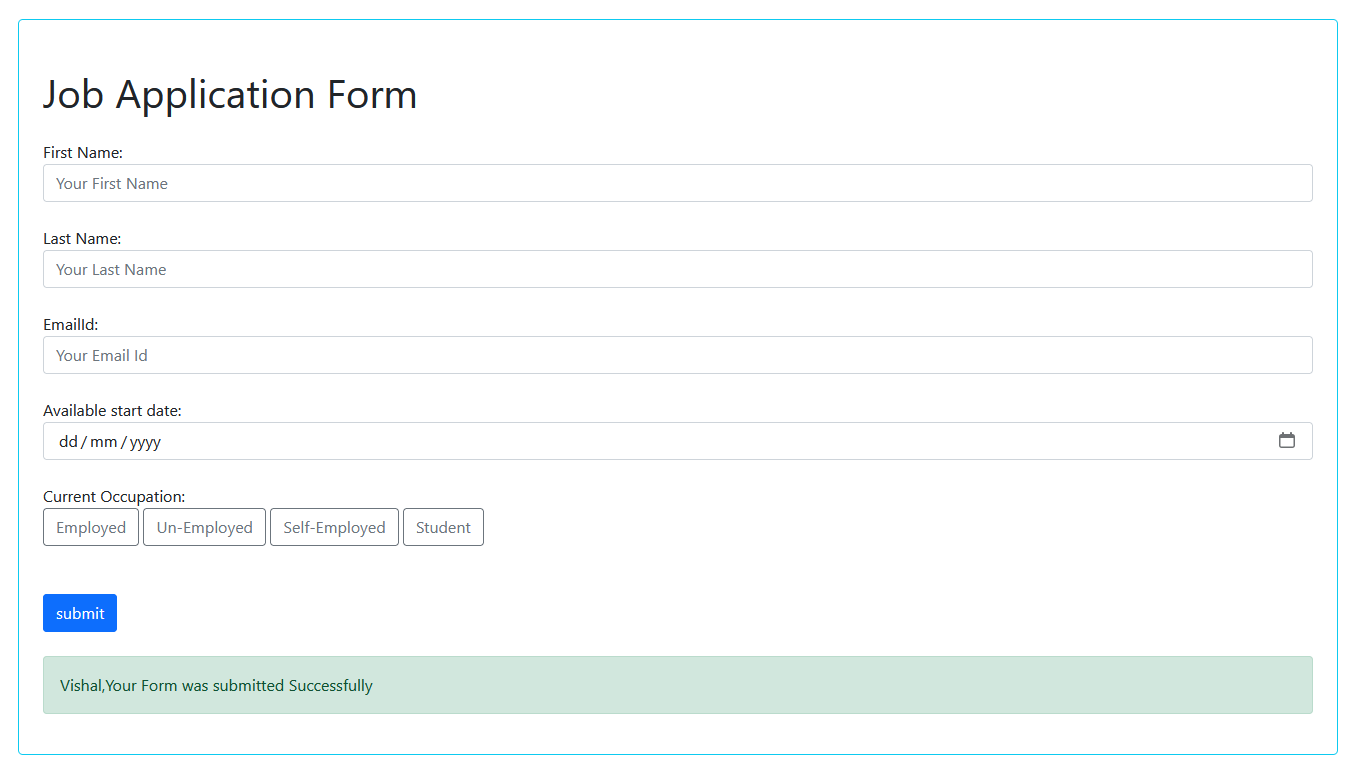 Job Application Form
First Name:
Your First Name
Last Name:
Your Last Name
EmailId:
Your Email Id
Available start date:
dd/mm/yyyy
Current Occupation:
Employed Un-Employed Self-Employed Student
submit
Vishal,Your Form was submitted Successfully